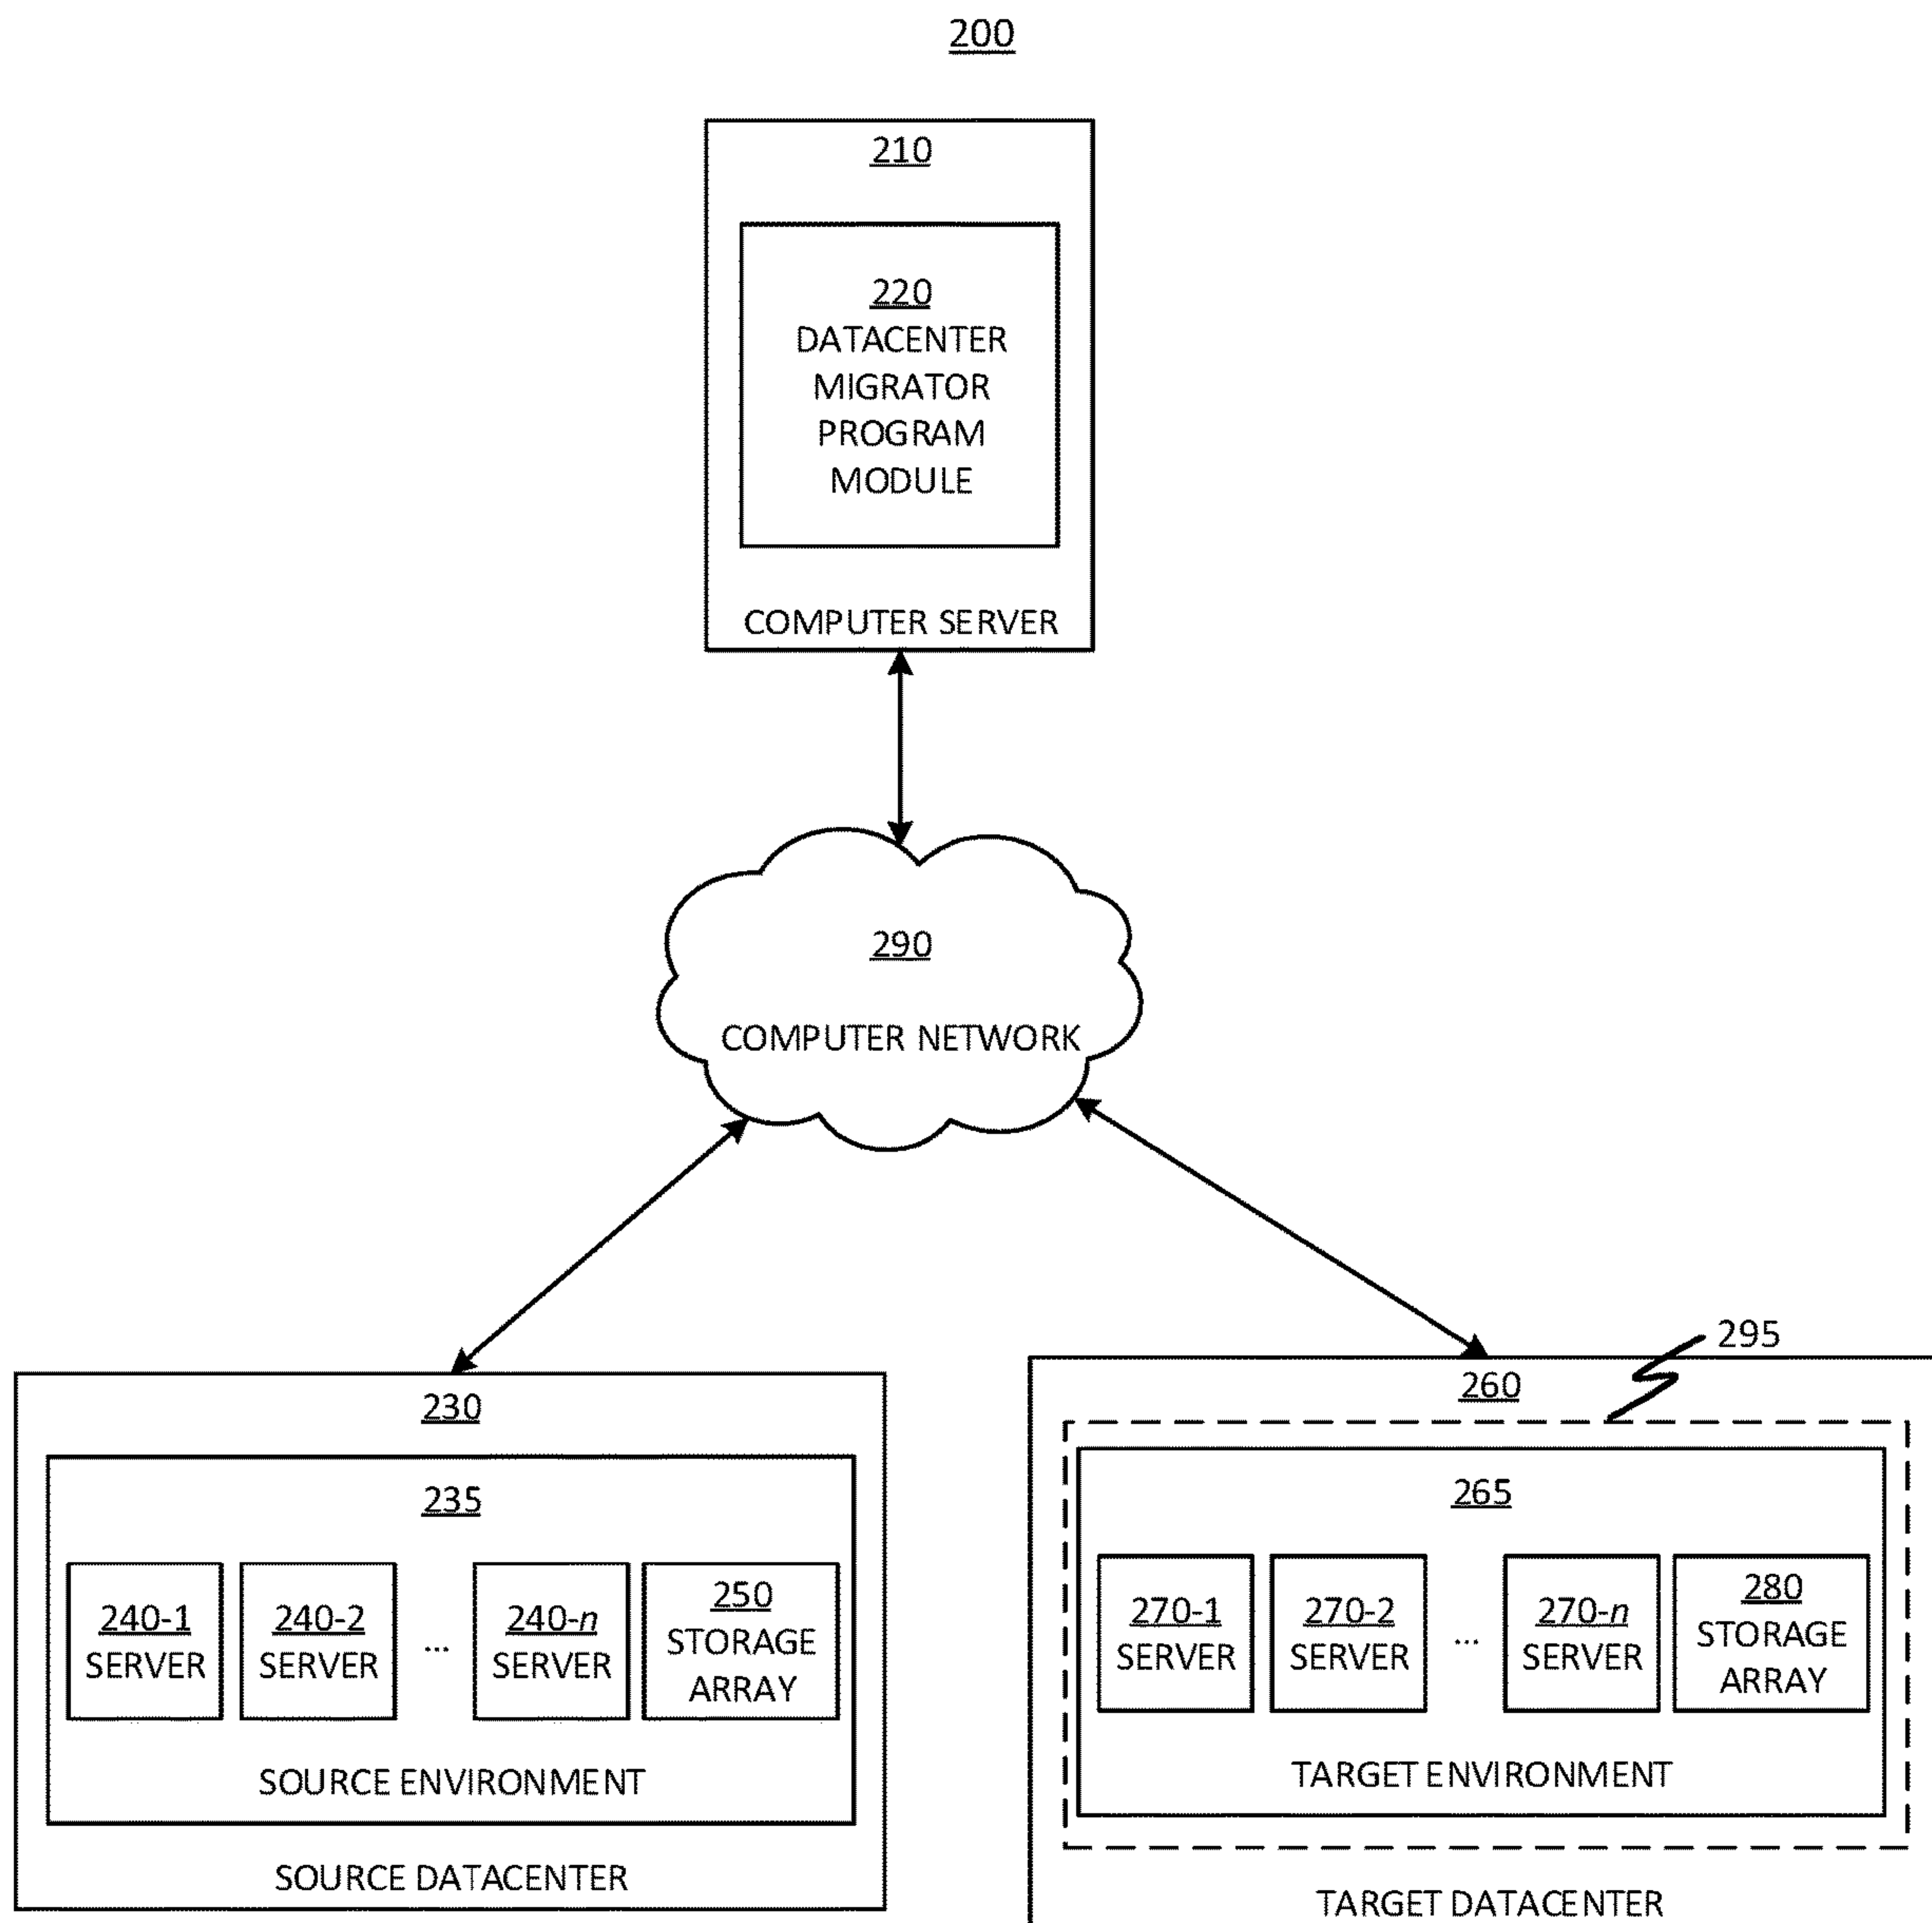 200
210
220
DATACENTER
MIGRATOR
PROGRAM
MODULE
COMPUTER SERVER
290
COMPUTER NETWORK
230
235
240-1
SERVER
240-2
SERVER
...
240-n
SERVER
250
STORAGE
ARRAY
SOURCE ENVIRONMENT
SOURCE DATACENTER
295
260
265
270-1
SERVER
270-2
SERVER
...
270-n
SERVER
280
STORAGE
ARRAY
TARGET ENVIRONMENT
TARGET DATACENTER